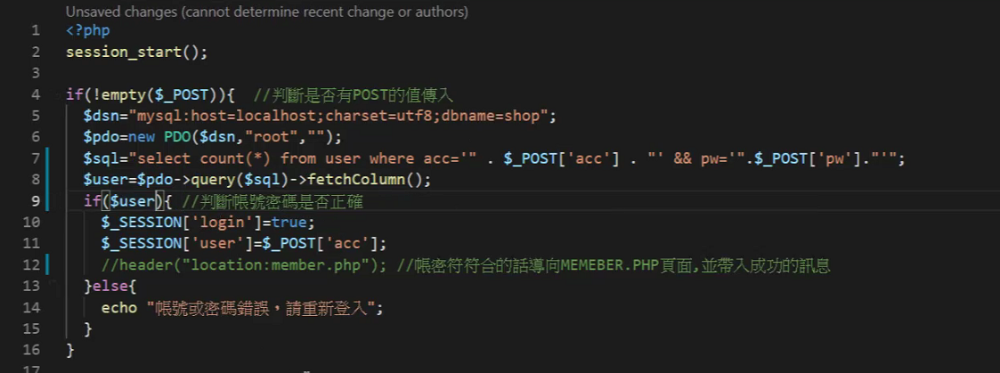 Unsaved changes (cannot determine recent change or authors)
1 <?php
2 session_start();
3
4 if(!empty($_POST)){ //判斷是否有POST的值傳入
5 $dsn="mysql:host=localhost;charset=utf8;dbname=shop";
6 $pdo=new PDO($dsn,"root","");
7 $sql="select count(*) from user where acc='" . $_POST['acc'] . "' && pw='".$_POST['pw']."'";
8 $user=$pdo->query($sql)->fetchColumn();
9 if($user){ //判斷帳號密碼是否正確
10 $_SESSION['login']=true;
11 $_SESSION['user']=$_POST['acc'];
12 //header("location:member.php"); //帳密符符合的話導向MEMEBER.PHP頁面,並帶入成功的訊息
13 }else{
14 echo "帳號或密碼錯誤，請重新登入";
15 }
16 }
17